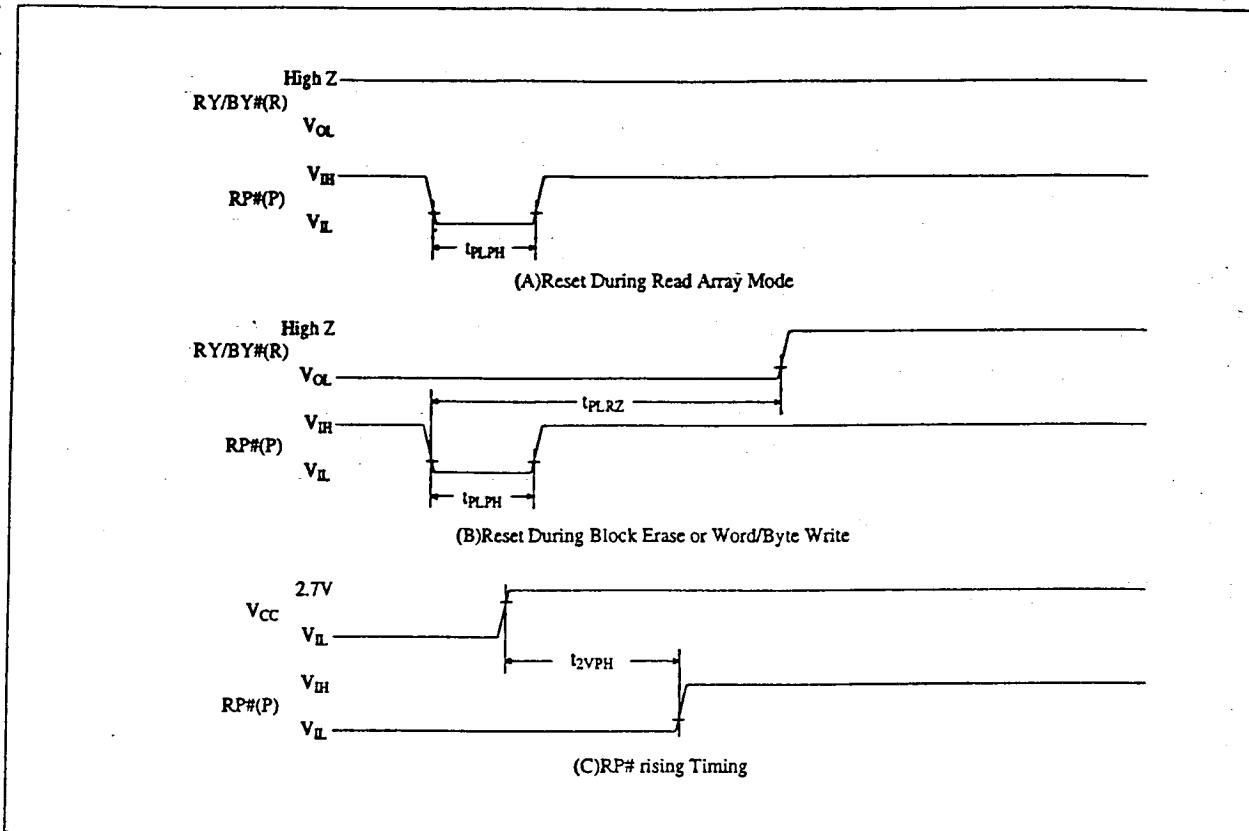 High Z
RY/BY#(R)
VOL
VIH
RP#(P)
VIL
tPLPH
(A)Reset During Read Array Mode
High Z
RY/BY#(R)
VOL
tPLRZ
VIH
RP#(P)
VIL
tPLPH
(B)Reset During Block Erase or Word/Byte Write
2.7V
VCC
VIL
t2VPH
VIH
RP#(P)
VIL
(C)RP# rising Timing